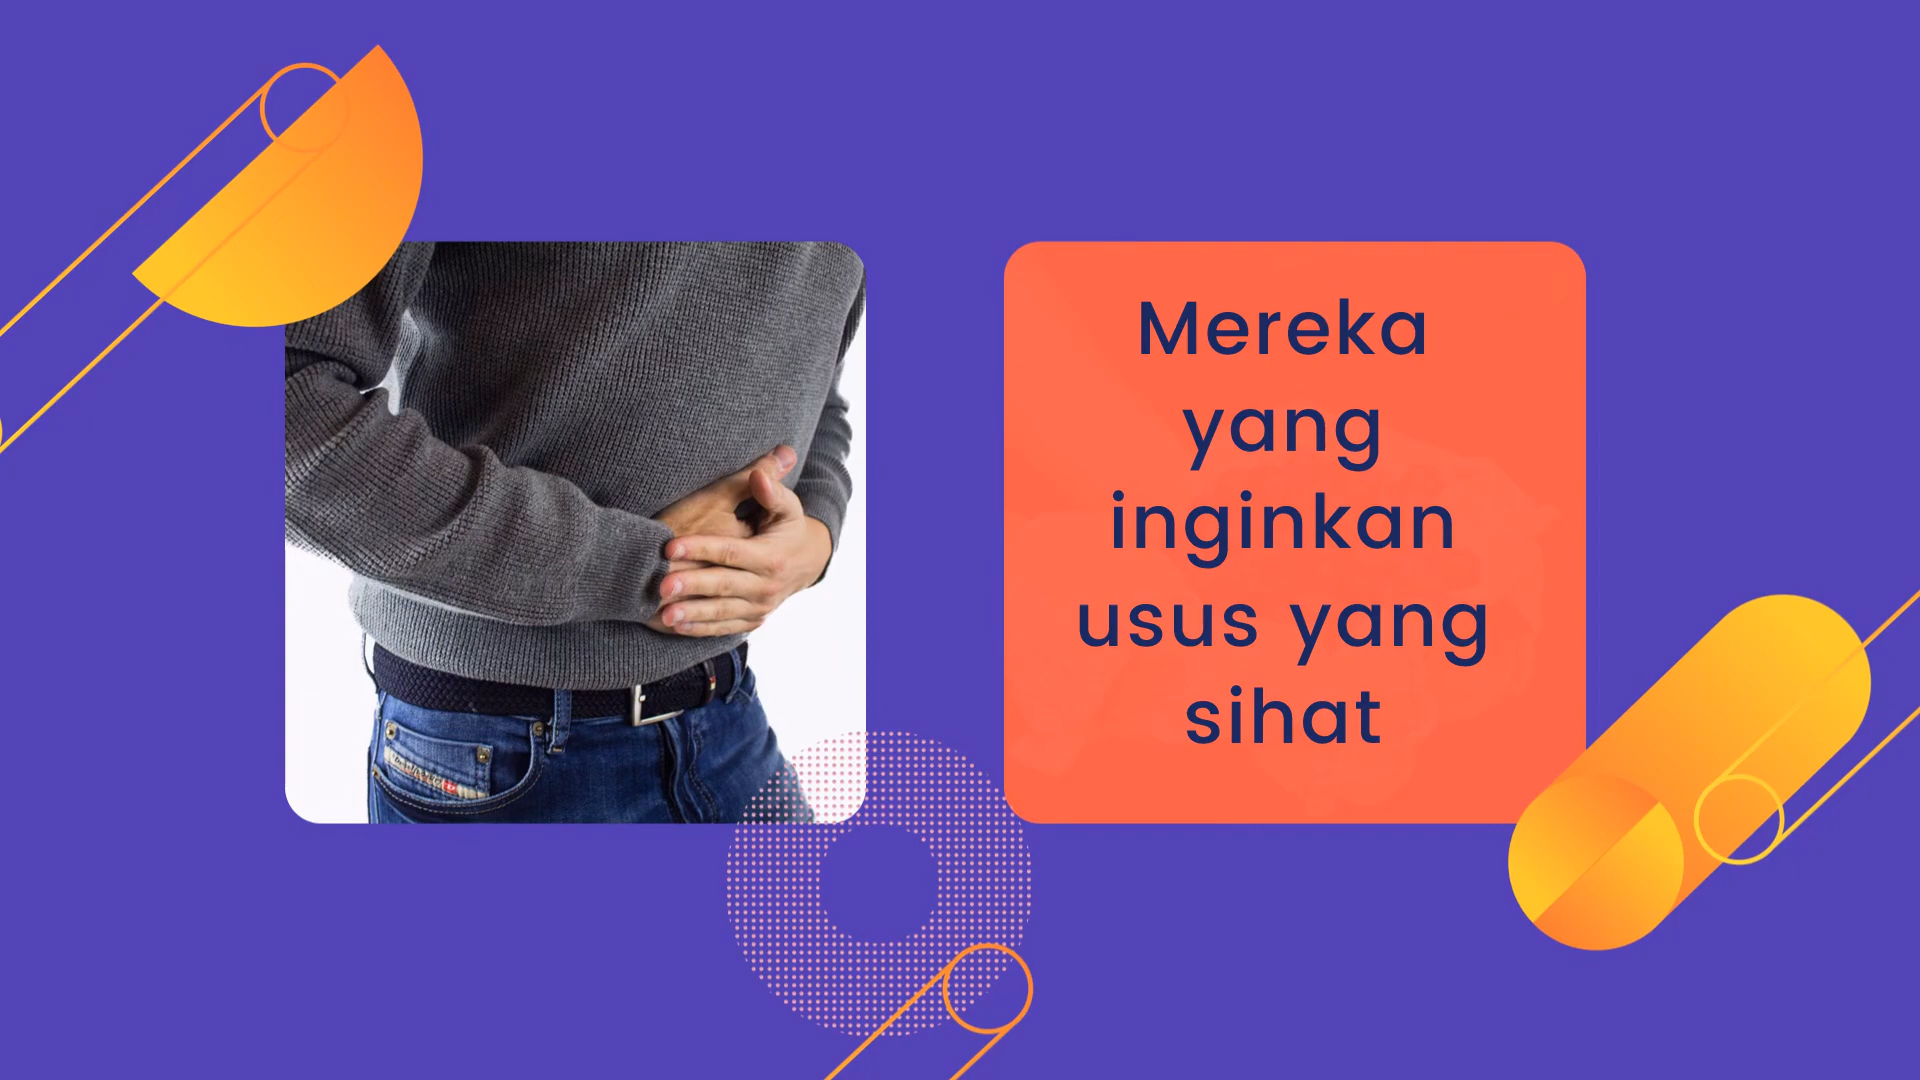 Mereka
yang
inginkan
usus yang
sihat